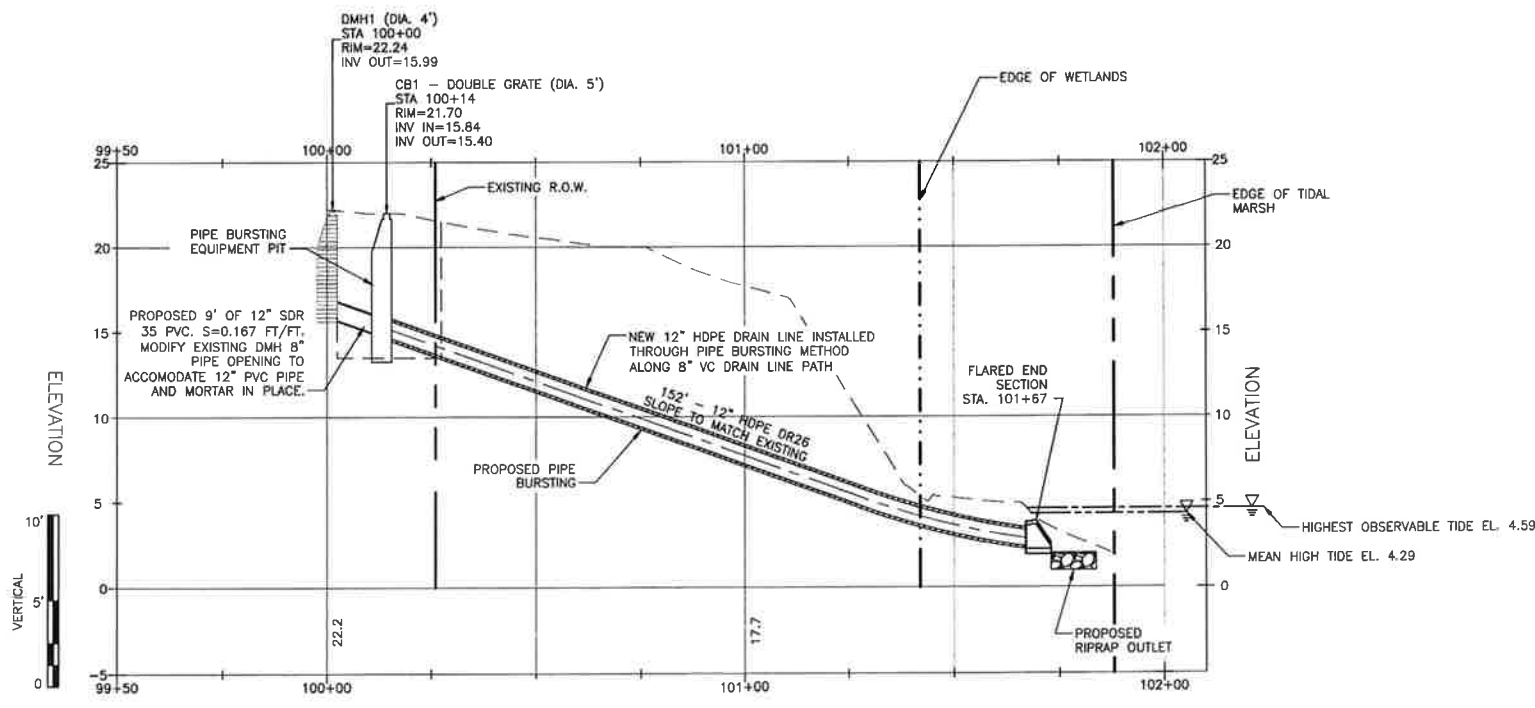 DMH1 (DIA. 4')
STA 100+00
RIM=22.24
INV OUT=15.99
CB1 – DOUBLE GRATE (DIA. 5')
STA 100+14
RIM=21.70
INV IN=15.84
INV OUT=15.40
EDGE OF WETLANDS
99+50
100+00
101+00
102+00
25
25
EXISTING R.O.W.
EDGE OF TIDAL
MARSH
PIPE BURSTING
EQUIPMENT PIT
20
20
PROPOSED 9' OF 12" SDR
35 PVC. S=0.167 FT/FT.
MODIFY EXISTING DMH 8"
PIPE OPENING TO
ACCOMODATE 12" PVC PIPE
AND MORTAR IN PLACE.
15
15
NEW 12" HDPE DRAIN LINE INSTALLED
THROUGH PIPE BURSTING METHOD
ALONG 8" VC DRAIN LINE PATH
FLARED END
SECTION
STA. 101+67
ELEVATION
ELEVATION
10
10
152' – 12" HDPE DR26
SLOPE TO MATCH EXISTING
PROPOSED PIPE
BURSTING
5
5
HIGHEST OBSERVABLE TIDE EL. 4.59
MEAN HIGH TIDE EL. 4.29
10'
5'
0
VERTICAL
0
0
22.2
17.7
PROPOSED
RIPRAP OUTLET
-5
99+50
100+00
101+00
102+00